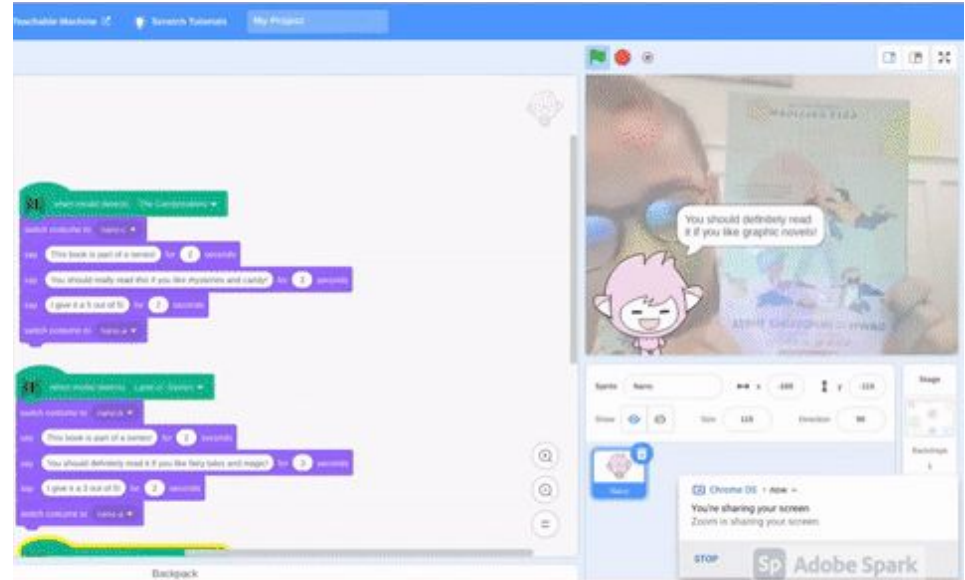 Teachable Machine
Scratch Tutorials
My Project
when model detects The Candymakers
switch costume to nano-c
say This book is part of a series! for 2 seconds
say You should really read this if you like mysteries and candy! for 3 seconds
say I give it a 5 out of 5! for 2 seconds
switch costume to nano-a
when model detects Land of Stories
switch costume to
say This book is part of a series! for 2 seconds
say You should definitely read it if you like fairy tales and magic! for 3 seconds
say I give it a 3 out of 5! for 2 seconds
switch costume to nano-a
Backpack
You should definitely read
it if you like graphic novels!
Sprite Nano x y
Show Size Direction 90
Stage
Backdrops
1
Nano
Chrome OS • now
You're sharing your screen
Zoom is sharing your screen
STOP
Sp Adobe Spark